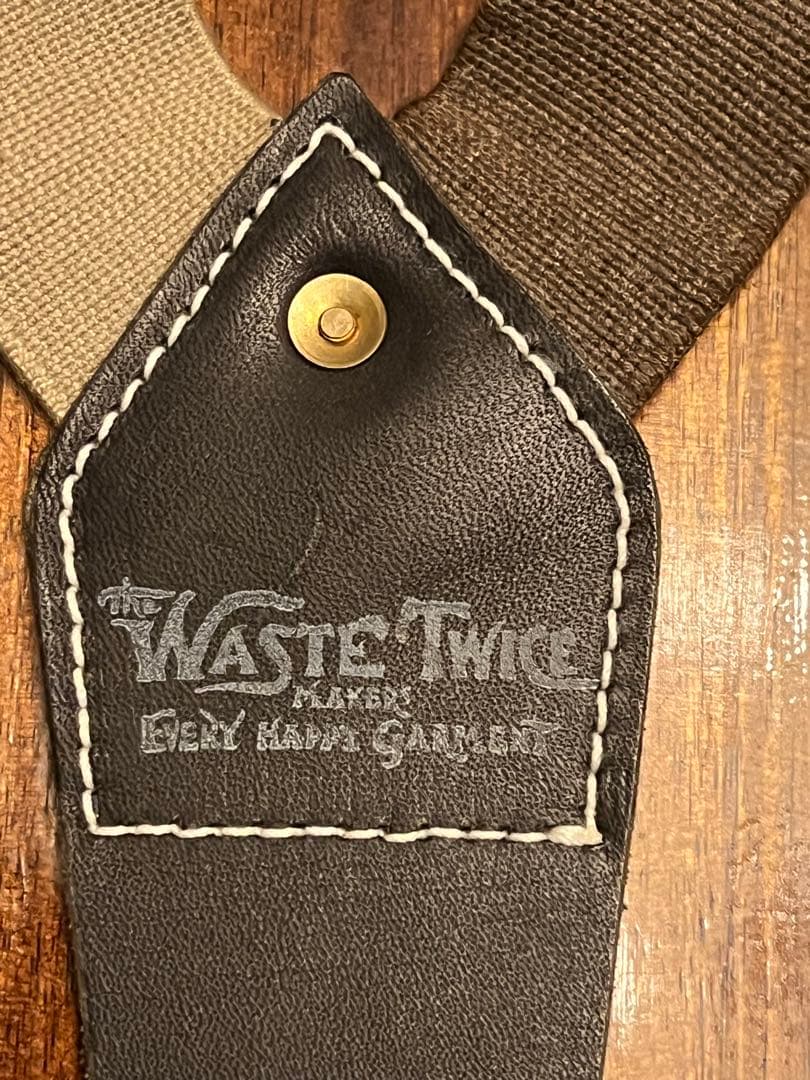 The WASTE TWICE
MAKERS
EVERY HAPPY GARMENT